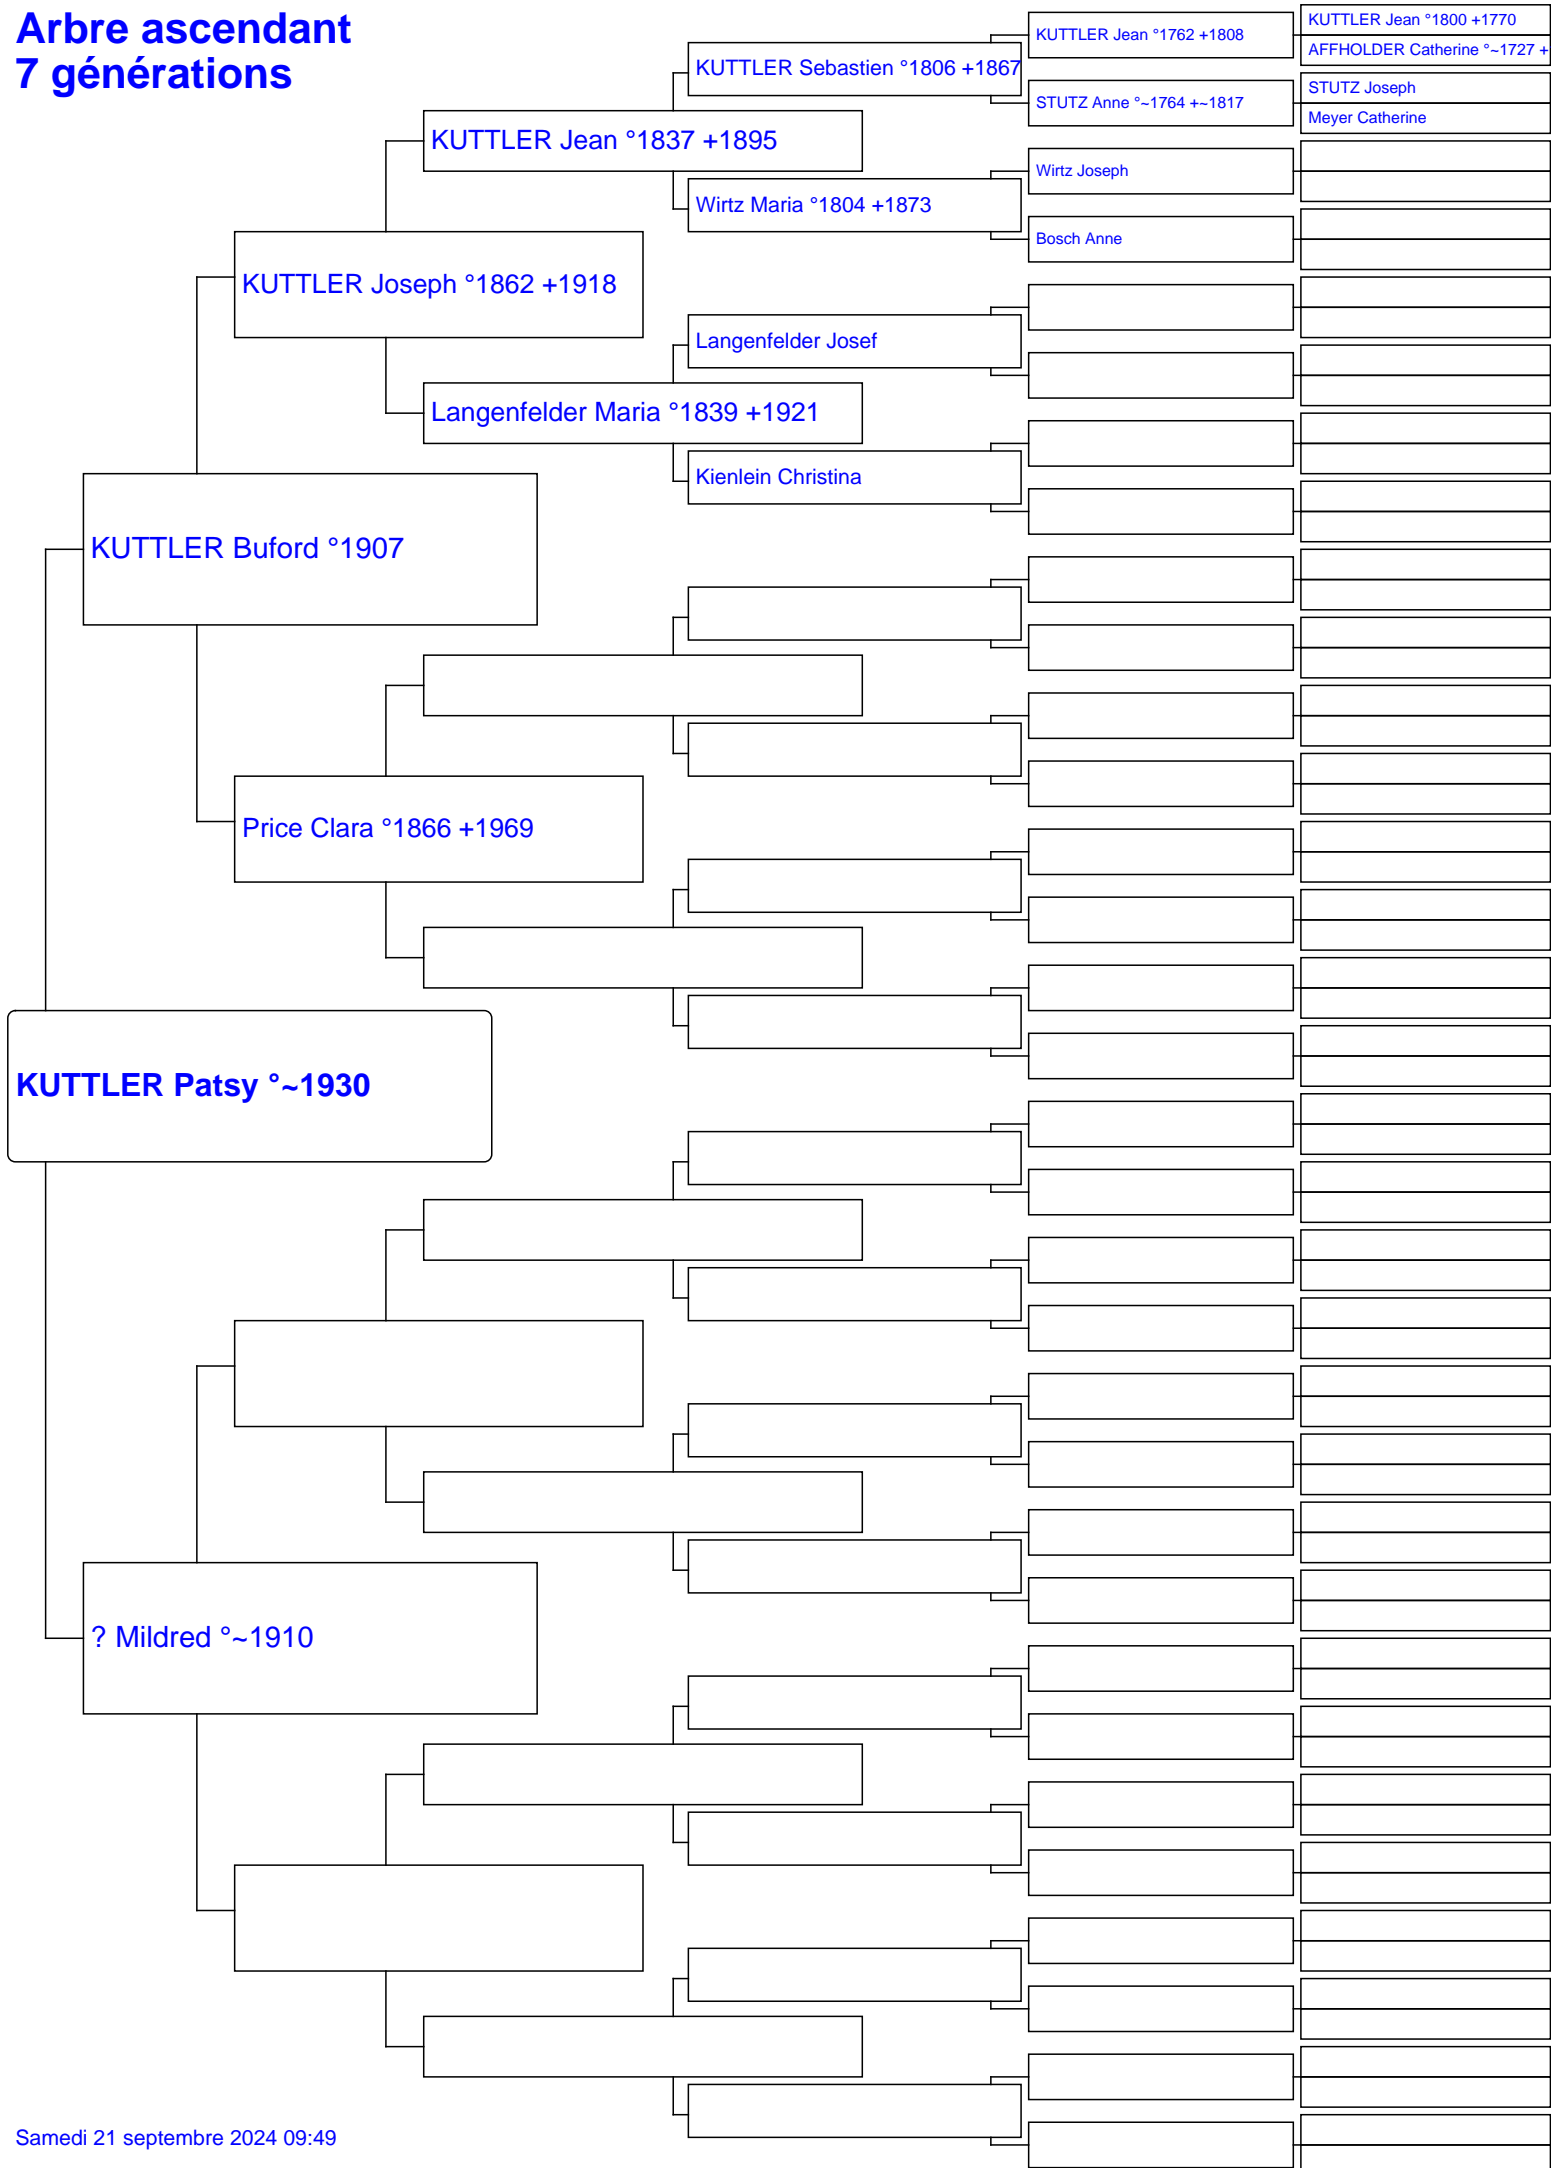 Arbre ascendant
7 générations
KUTTLER Jean °1800 +1770
KUTTLER Jean °1762 +1808
AFFHOLDER Catherine °~1727 +
KUTTLER Sebastien °1806 +1867
STUTZ Joseph
STUTZ Anne °~1764 +~1817
Meyer Catherine
KUTTLER Jean °1837 +1895
Wirtz Joseph
Wirtz Maria °1804 +1873
Bosch Anne
KUTTLER Joseph °1862 +1918
Langenfelder Josef
Langenfelder Maria °1839 +1921
Kienlein Christina
KUTTLER Buford °1907
Price Clara °1866 +1969
KUTTLER Patsy °~1930
? Mildred °~1910
Samedi 21 septembre 2024 09:49